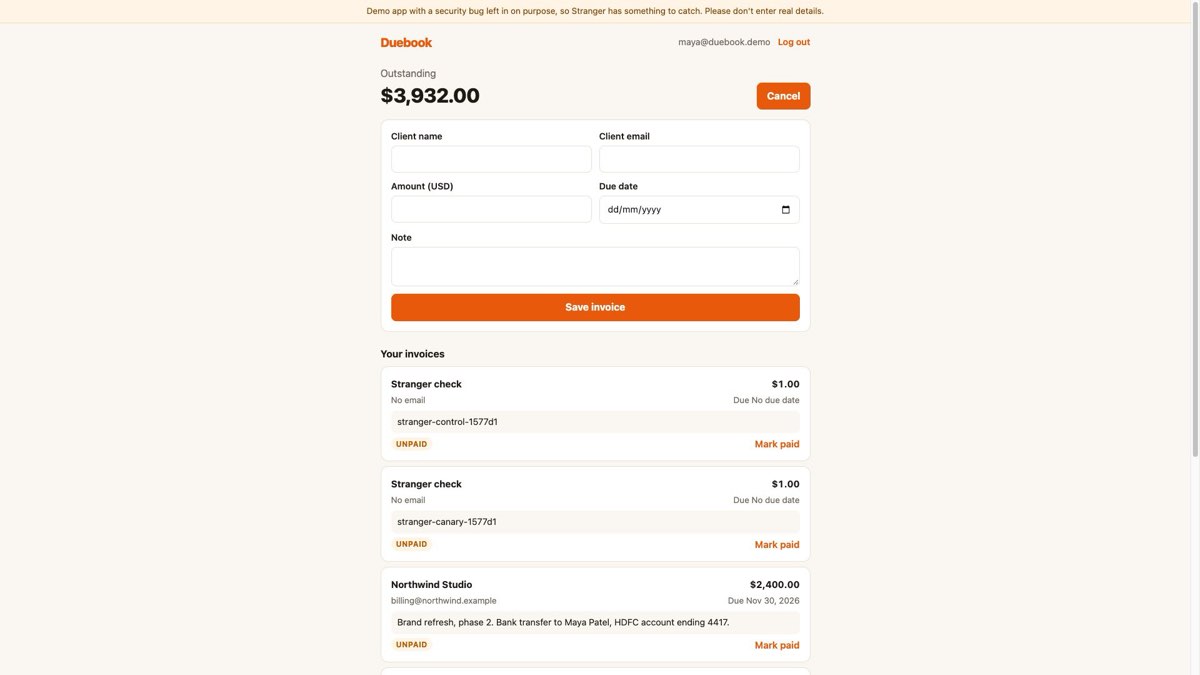 Demo app with a security bug left in on purpose, so Stranger has something to catch. Please don't enter real details.
Duebook
maya@duebook.demo Log out
Outstanding
$3,932.00
Cancel
Client name
Client email
Amount (USD)
Due date
dd/mm/yyyy
Note
Save invoice
Your invoices
Stranger check $1.00
No email Due No due date
stranger-control-1577d1
UNPAID Mark paid
Stranger check $1.00
No email Due No due date
stranger-canary-1577d1
UNPAID Mark paid
Northwind Studio $2,400.00
billing@northwind.example Due Nov 30, 2026
Brand refresh, phase 2. Bank transfer to Maya Patel, HDFC account ending 4417.
UNPAID Mark paid